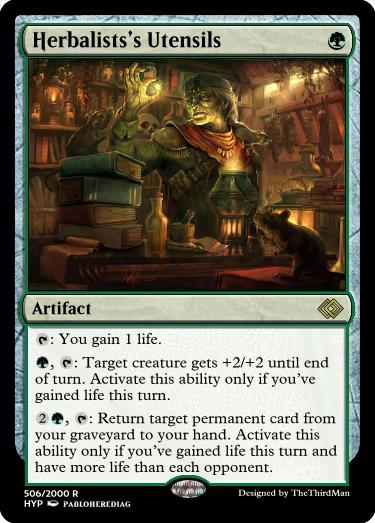 Herbalists's Utensils
Artifact
: You gain 1 life.
, : Target creature gets +2/+2 until end
of turn. Activate this ability only if you've
gained life this turn.
2, : Return target permanent card from
your graveyard to your hand. Activate this
ability only if you've gained life this turn and
have more life than each opponent.
506/2000 R
HYP PABLOHEREDIAG
Designed by TheThirdMan